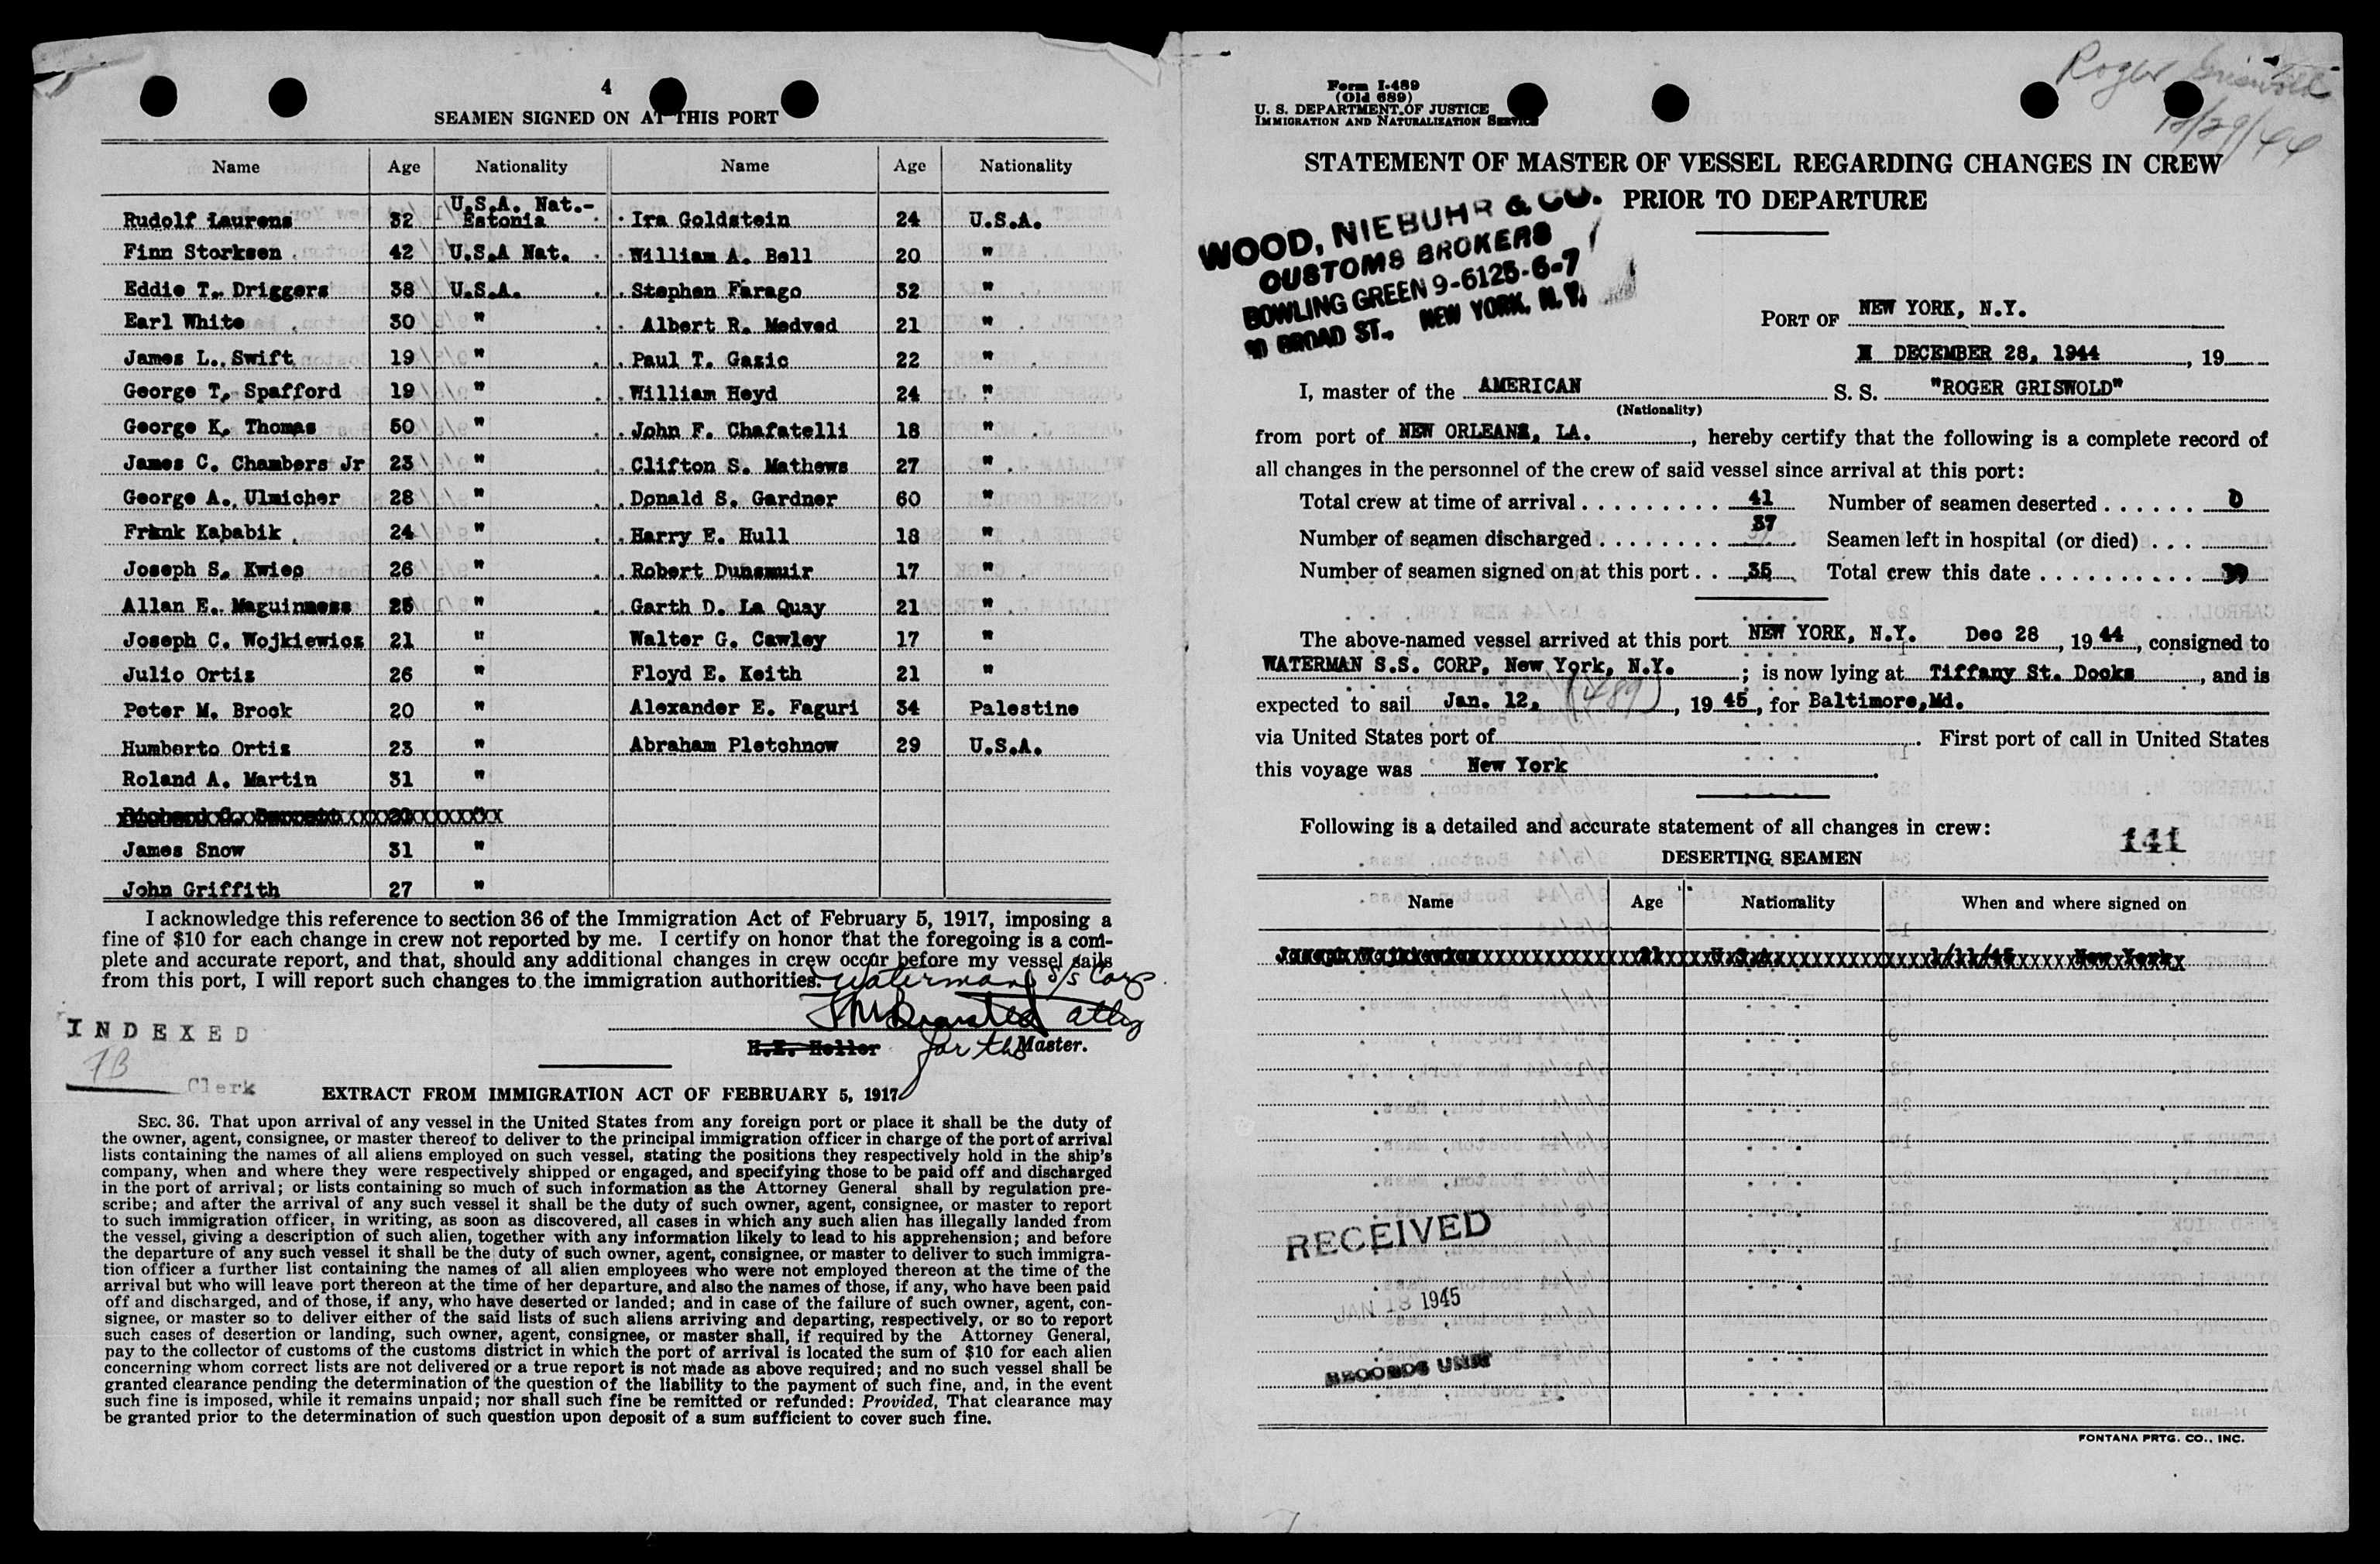 4
SEAMEN SIGNED ON AT THIS PORT
Name Age Nationality Name Age Nationality
Rudolf Laurens 32 U.S.A. Nat.- Estonia Ira Goldstein 24 U.S.A.
Finn Storksen 42 U.S.A Nat. William A. Bell 20 "
Eddie T. Driggers 38 U.S.A. Stephen Farago 32 "
Earl White 30 " Albert R. Medved 21 "
James L. Swift 19 " Paul T. Gazic 22 "
George T. Spafford 19 " William Heyd 24 "
George K. Thomas 50 " John F. Chafatelli 18 "
James C. Chambers Jr 23 " Clifton S. Mathews 27 "
George A. Ulmicher 28 " Donald S. Gardner 60 "
Frank Kababik 24 " Harry E. Hull 18 "
Joseph S. Kwiec 26 " Robert Dunsmuir 17 "
Allan E. Maguinness 25 " Garth D. La Quay 21 "
Joseph C. Wojkiewicz 21 " Walter G. Cawley 17 "
Julio Ortiz 26 " Floyd E. Keith 21 "
Peter M. Brock 20 " Alexander E. Faguri 34 Palestine
Humberto Ortiz 23 " Abraham Pletchnow 29 U.S.A.
Roland A. Martin 31 "
James Snow 31 "
John Griffith 27 "
I acknowledge this reference to section 36 of the Immigration Act of February 5, 1917, imposing a
fine of $10 for each change in crew not reported by me. I certify on honor that the foregoing is a com-
plete and accurate report, and that, should any additional changes in crew occur before my vessel sails
from this port, I will report such changes to the immigration authorities. Waterman S/S Corp
atty
H.E. Heller for the Master.
INDEXED
7B
Clerk
EXTRACT FROM IMMIGRATION ACT OF FEBRUARY 5, 1917
SEC. 36. That upon arrival of any vessel in the United States from any foreign port or place it shall be the duty of
the owner, agent, consignee, or master thereof to deliver to the principal immigration officer in charge of the port of arrival
lists containing the names of all aliens employed on such vessel, stating the positions they respectively hold in the ship's
company, when and where they were respectively shipped or engaged, and specifying those to be paid off and discharged
in the port of arrival; or lists containing so much of such information as the Attorney General shall by regulation pre-
scribe; and after the arrival of any such vessel it shall be the duty of such owner, agent, consignee, or master to report
to such immigration officer, in writing, as soon as discovered, all cases in which any such alien has illegally landed from
the vessel, giving a description of such alien, together with any information likely to lead to his apprehension; and before
the departure of any such vessel it shall be the duty of such owner, agent, consignee, or master to deliver to such immigra-
tion officer a further list containing the names of all alien employees who were not employed thereon at the time of the
arrival but who will leave port thereon at the time of her departure, and also the names of those, if any, who have been paid
off and discharged, and of those, if any, who have deserted or landed; and in case of the failure of such owner, agent, con-
signee, or master so to deliver either of the said lists of such aliens arriving and departing, respectively, or so to report
such cases of desertion or landing, such owner, agent, consignee, or master shall, if required by the Attorney General,
pay to the collector of customs of the customs district in which the port of arrival is located the sum of $10 for each alien
concerning whom correct lists are not delivered or a true report is not made as above required; and no such vessel shall be
granted clearance pending the determination of the question of the liability to the payment of such fine, and, in the event
such fine is imposed, while it remains unpaid; nor shall such fine be remitted or refunded: Provided, That clearance may
be granted prior to the determination of such question upon deposit of a sum sufficient to cover such fine.
Form I-489
(Old 689)
U. S. DEPARTMENT OF JUSTICE
IMMIGRATION AND NATURALIZATION SERVICE
Roger Griswold
12/29/44
STATEMENT OF MASTER OF VESSEL REGARDING CHANGES IN CREW
PRIOR TO DEPARTURE
WOOD, NIEBUHR & CO.
CUSTOMS BROKERS
BOWLING GREEN 9-6125-6-7
BROAD ST., NEW YORK, N. Y.
PORT OF NEW YORK, N.Y.
DECEMBER 28, 1944, 19
I, master of the AMERICAN S. S. "ROGER GRISWOLD"
(Nationality)
from port of NEW ORLEANS, LA., hereby certify that the following is a complete record of
all changes in the personnel of the crew of said vessel since arrival at this port:
Total crew at time of arrival 41 Number of seamen deserted 0
Number of seamen discharged 37 Seamen left in hospital (or died)
Number of seamen signed on at this port 35 Total crew this date 39
The above-named vessel arrived at this port NEW YORK, N.Y. Dec 28, 1944, consigned to
WATERMAN S.S. CORP, New York, N.Y.; is now lying at Tiffany St. Docks, and is
expected to sail Jan. 12, (489), 1945, for Baltimore, Md.
via United States port of . First port of call in United States
this voyage was New York.
Following is a detailed and accurate statement of all changes in crew:
141
DESERTING SEAMEN
Name Age Nationality When and where signed on
RECEIVED
JAN 18 1945
RECORDS UNIT
FONTANA PRTG. CO., INC.